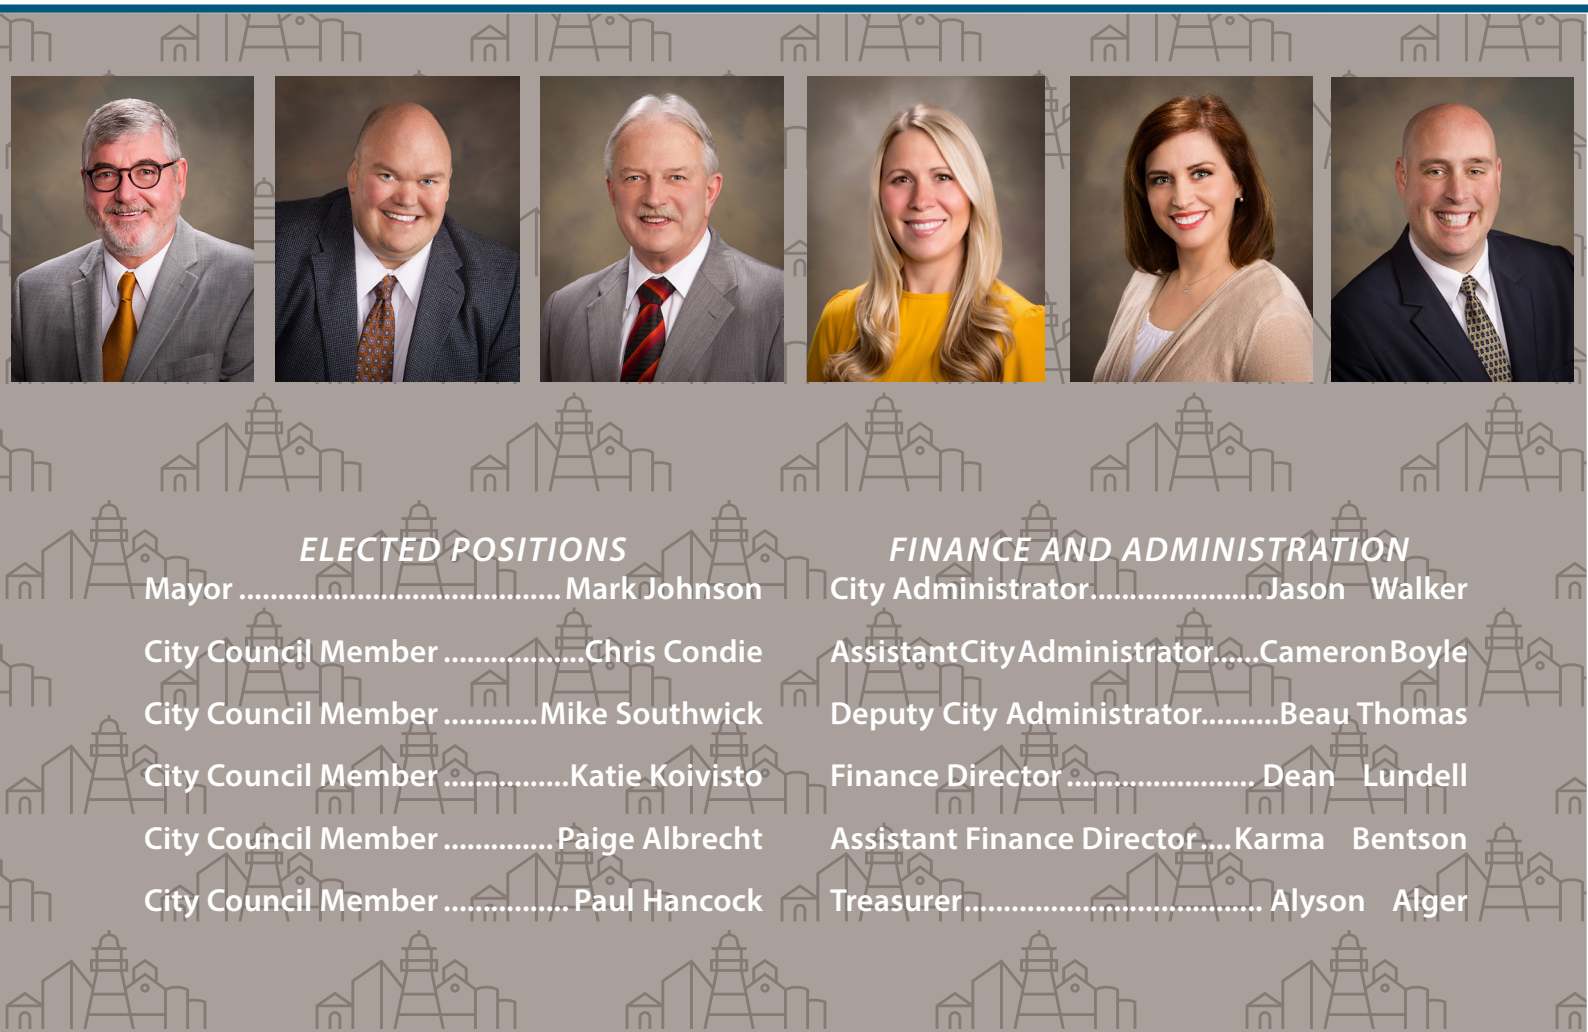 ELECTED POSITIONS
Mayor ......................................... Mark Johnson
City Council Member ..................Chris Condie
City Council Member ............Mike Southwick
City Council Member ................Katie Koivisto
City Council Member .............. Paige Albrecht
City Council Member ................ Paul Hancock
FINANCE AND ADMINISTRATION
City Administrator......................Jason Walker
Assistant City Administrator......Cameron Boyle
Deputy City Administrator..........Beau Thomas
Finance Director ........................ Dean Lundell
Assistant Finance Director....Karma Bentson
Treasurer...................................... Alyson Alger